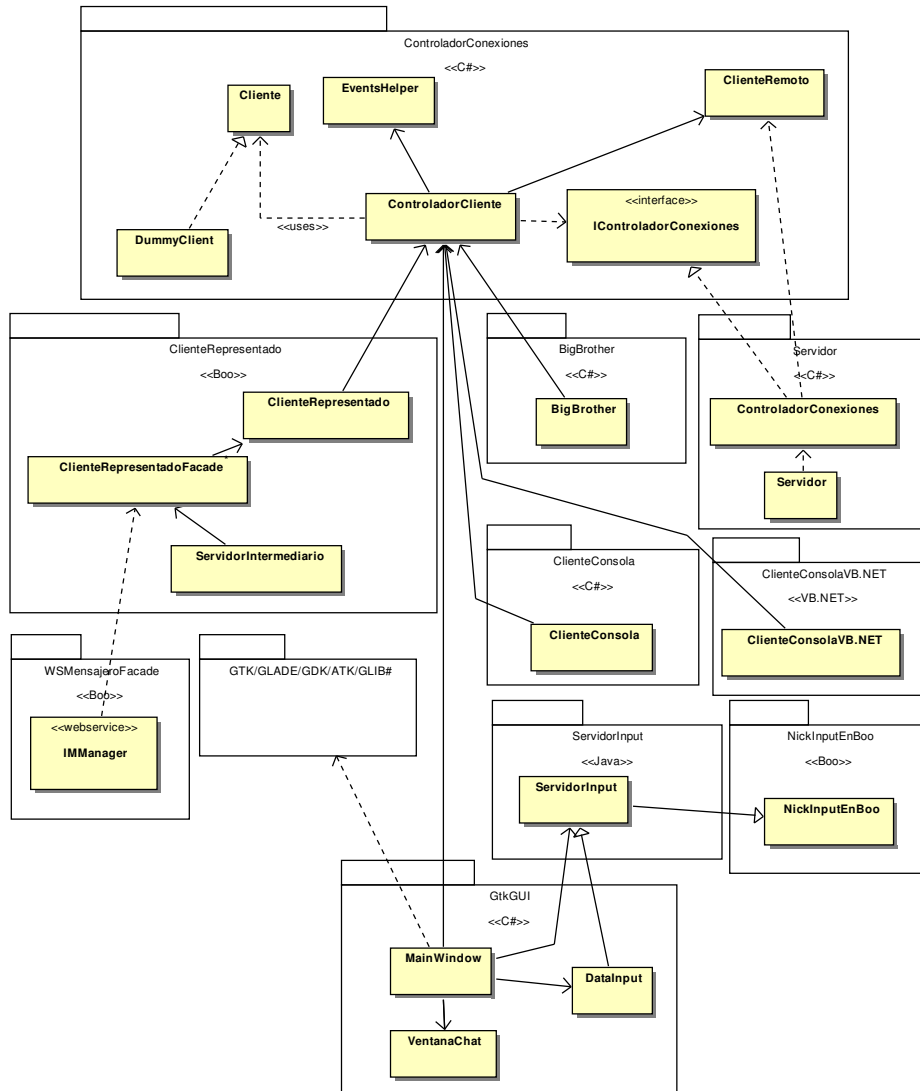 ControladorConexiones
<<C#>>
Cliente
EventsHelper
ClienteRemoto
ControladorCliente
<<interface>>
IControladorConexiones
<<uses>>
DummyClient
ClienteRepresentado
<<Boo>>
ClienteRepresentado
ClienteRepresentadoFacade
ServidorIntermediario
BigBrother
<<C#>>
BigBrother
Servidor
<<C#>>
ControladorConexiones
Servidor
ClienteConsola
<<C#>>
ClienteConsola
ClienteConsolaVB.NET
<<VB.NET>>
ClienteConsolaVB.NET
WSMensajeroFacade
<<Boo>>
<<webservice>>
IMManager
GTK/GLADE/GDK/ATK/GLIB#
ServidorInput
<<Java>>
ServidorInput
NickInputEnBoo
<<Boo>>
NickInputEnBoo
GtkGUI
<<C#>>
MainWindow
DataInput
VentanaChat